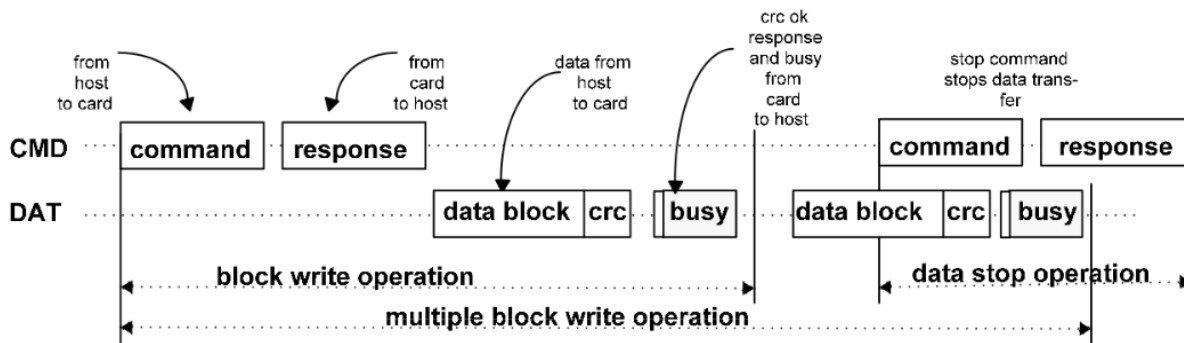 from
host
to card
from
card
to host
data from
host
to card
crc ok
response
and busy
from
card
to host
stop command
stops data trans-
fer
CMD
command
response
command
response
DAT
data block
crc
busy
data block
crc
busy
block write operation
data stop operation
multiple block write operation